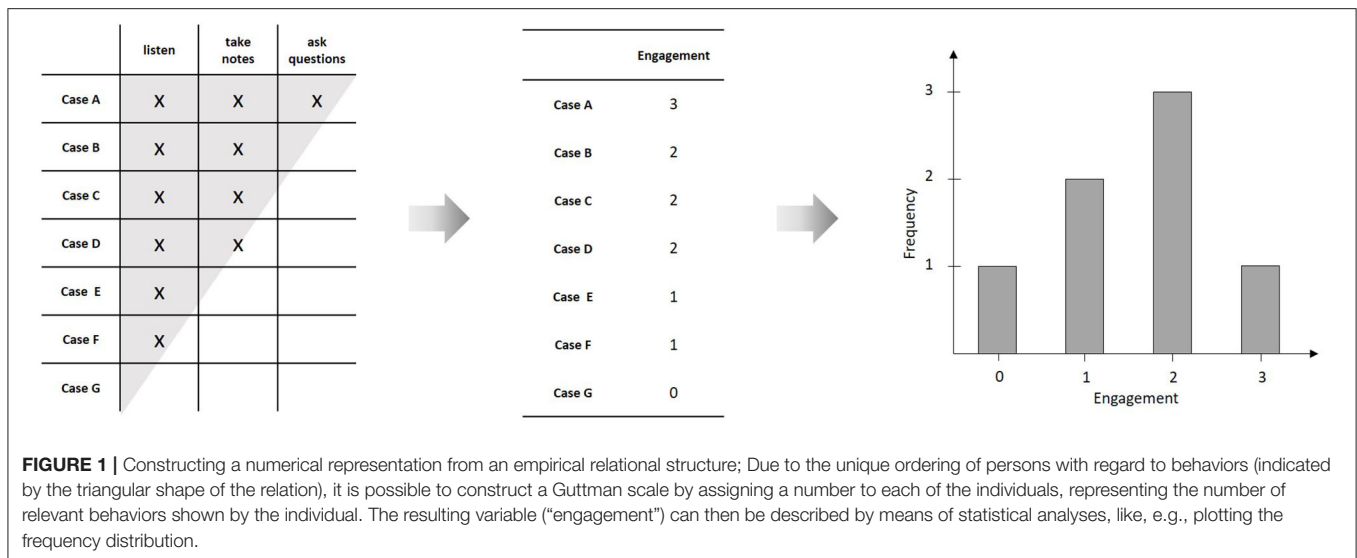 listen take notes ask questions
Case A X X X
Case B X X
Case C X X
Case D X X
Case E X
Case F X
Case G
Engagement
Case A 3
Case B 2
Case C 2
Case D 2
Case E 1
Case F 1
Case G 0
Frequency
3
2
1
0 1 2 3
Engagement
FIGURE 1 | Constructing a numerical representation from an empirical relational structure; Due to the unique ordering of persons with regard to behaviors (indicated
by the triangular shape of the relation), it is possible to construct a Guttman scale by assigning a number to each of the individuals, representing the number of
relevant behaviors shown by the individual. The resulting variable (“engagement”) can then be described by means of statistical analyses, like, e.g., plotting the
frequency distribution.